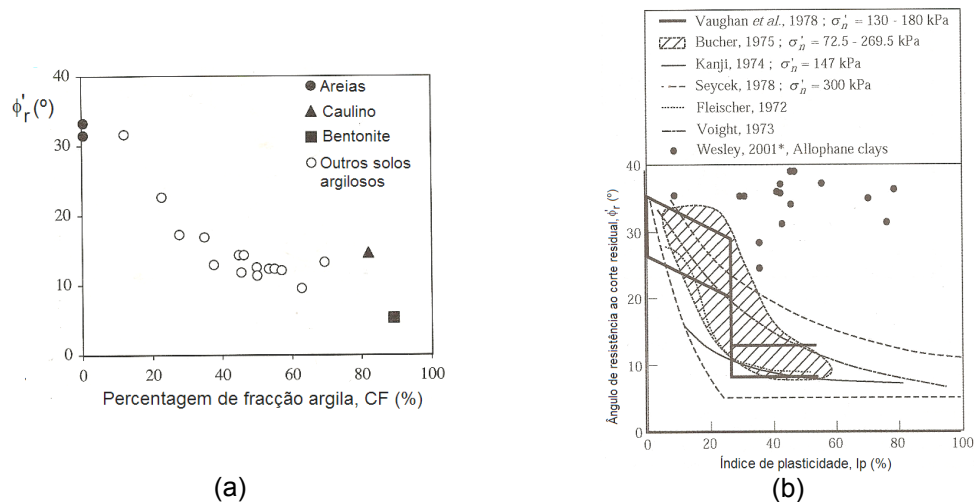 40
30
20
10
0
ϕ'r (º)
Areias
Caulino
Bentonite
Outros solos
argilosos
0 20 40 60 80 100
Percentagem de fracção argila, CF (%)
(a)
Vaughan et al., 1978 ; σ'n = 130 - 180 kPa
Bucher, 1975 ; σ'n = 72.5 - 269.5 kPa
Kanji, 1974 ; σ'n = 147 kPa
Seycek, 1978 ; σ'n = 300 kPa
Fleischer, 1972
Voight, 1973
Wesley, 2001*, Allophane clays
40
30
20
10
0
Ângulo de resistência ao corte residual, ϕ'r (º)
0 20 40 60 80 100
Índice de plasticidade, Ip (%)
(b)